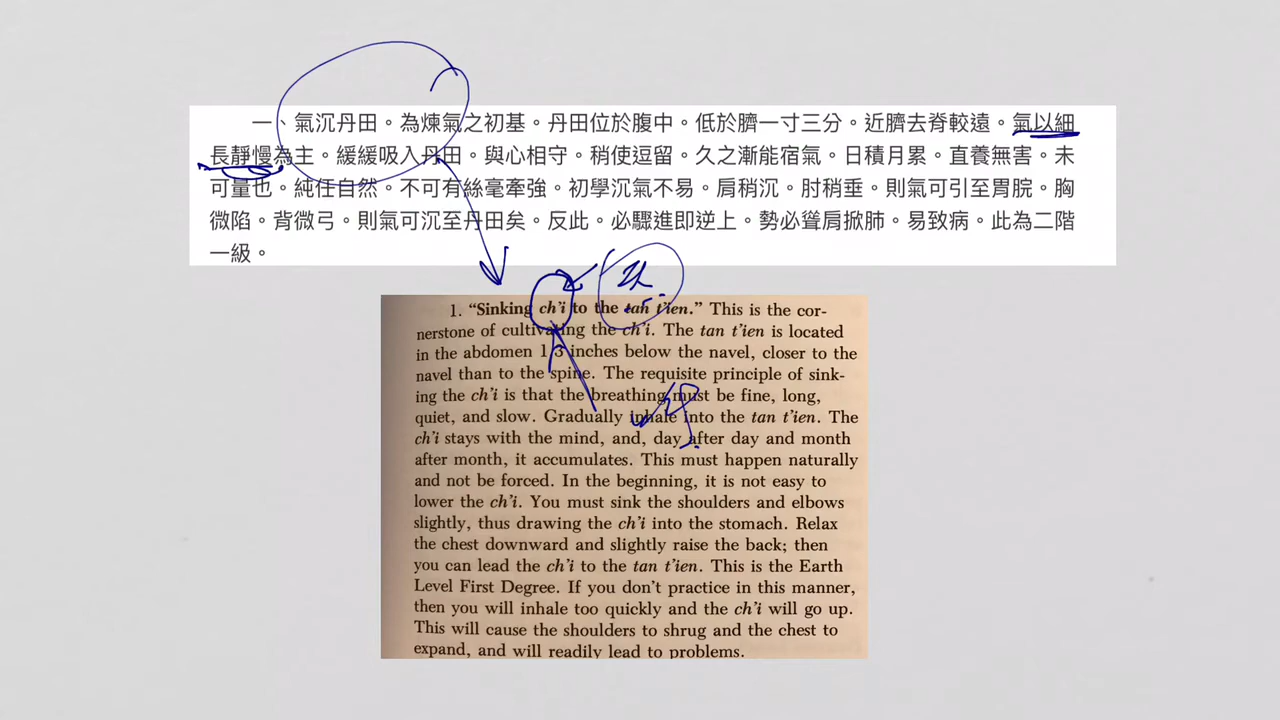 一、氣沉丹田。為煉氣之初基。丹田位於腹中。低於臍一寸三分。近臍去脊較遠。氣以細
長靜慢為主。緩緩吸入丹田。與心相守。稍使逗留。久之漸能宿氣。日積月累。直養無害。未
可量也。純任自然。不可有絲毫牽強。初學沉氣不易。肩稍沉。肘稍垂。則氣可引至胃脘。胸
微陷。背微弓。則氣可沉至丹田矣。反此。必驟進即逆上。勢必聳肩掀肺。易致病。此為二階
一級。
1. “Sinking ch’i to the tan t’ien.” This is the cor-
nerstone of cultivating the ch’i. The tan t’ien is located
in the abdomen 1.3 inches below the navel, closer to the
navel than to the spine. The requisite principle of sink-
ing the ch’i is that the breathing must be fine, long,
quiet, and slow. Gradually inhale into the tan t’ien. The
ch’i stays with the mind, and, day after day and month
after month, it accumulates. This must happen naturally
and not be forced. In the beginning, it is not easy to
lower the ch’i. You must sink the shoulders and elbows
slightly, thus drawing the ch’i into the stomach. Relax
the chest downward and slightly raise the back; then
you can lead the ch’i to the tan t’ien. This is the Earth
Level First Degree. If you don’t practice in this manner,
then you will inhale too quickly and the ch’i will go up.
This will cause the shoulders to shrug and the chest to
expand, and will readily lead to problems.